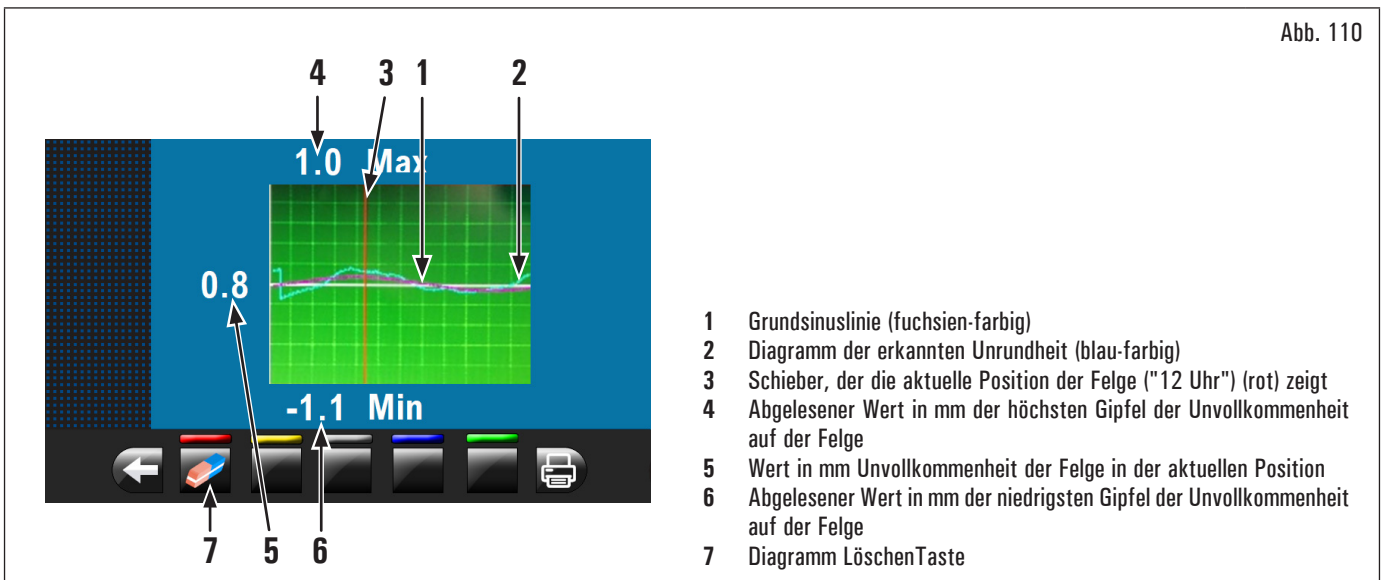 Abb. 110
4 3 1 2
1.0 Max
0.8
-1.1 Min
7 5 6
1 Grundsinuslinie (fuchsien-farbig)
2 Diagramm der erkannten Unrundheit (blau-farbig)
3 Schieber, der die aktuelle Position der Felge ("12 Uhr") (rot) zeigt
4 Abgelesener Wert in mm der höchsten Gipfel der Unvollkommenheit
auf der Felge
5 Wert in mm Unvollkommenheit der Felge in der aktuellen Position
6 Abgelesener Wert in mm der niedrigsten Gipfel der Unvollkommenheit
auf der Felge
7 Diagramm LöschenTaste